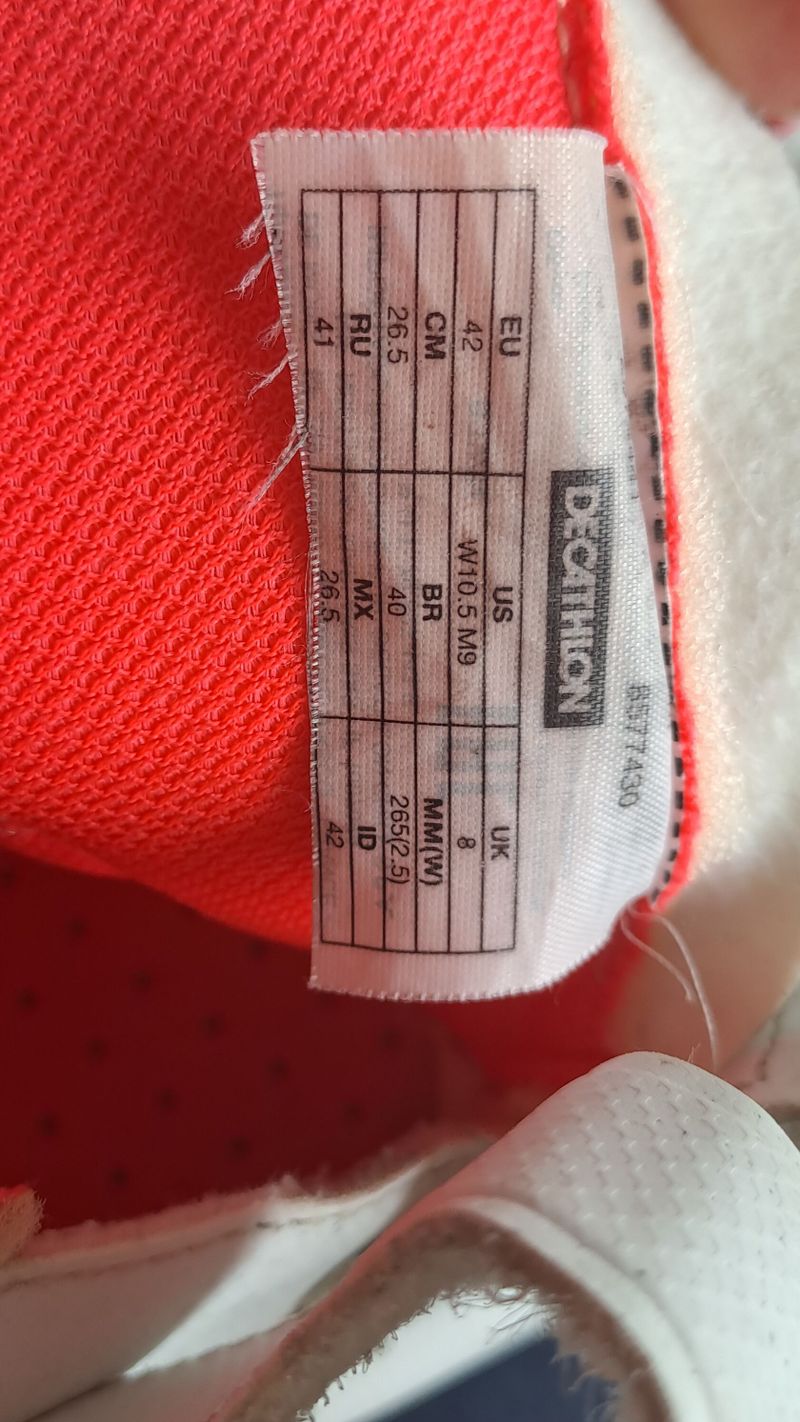 8577430
DECATHLON
EU US UK
42 W10.5 M9 8
CM BR MM(W)
26.5 40 265(2.5)
RU MX ID
41 26.5 42